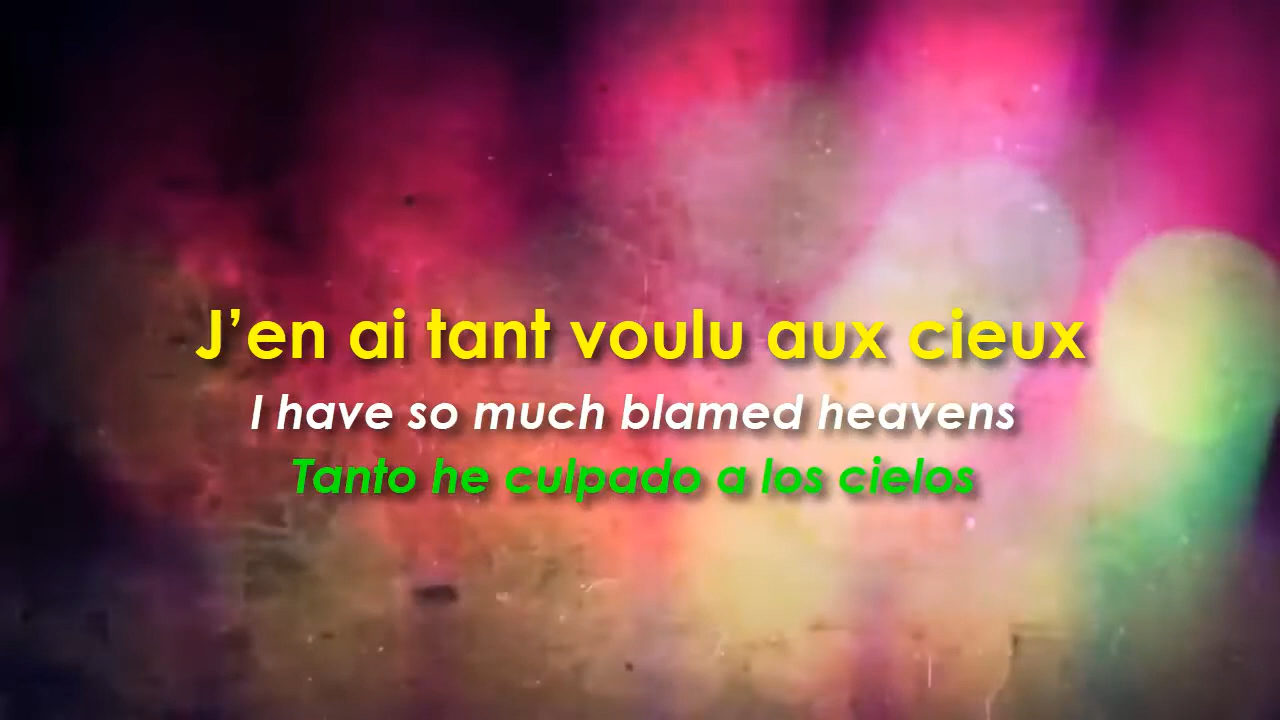 J’en ai tant voulu aux cieux
I have so much blamed heavens
Tanto he culpado a los cielos